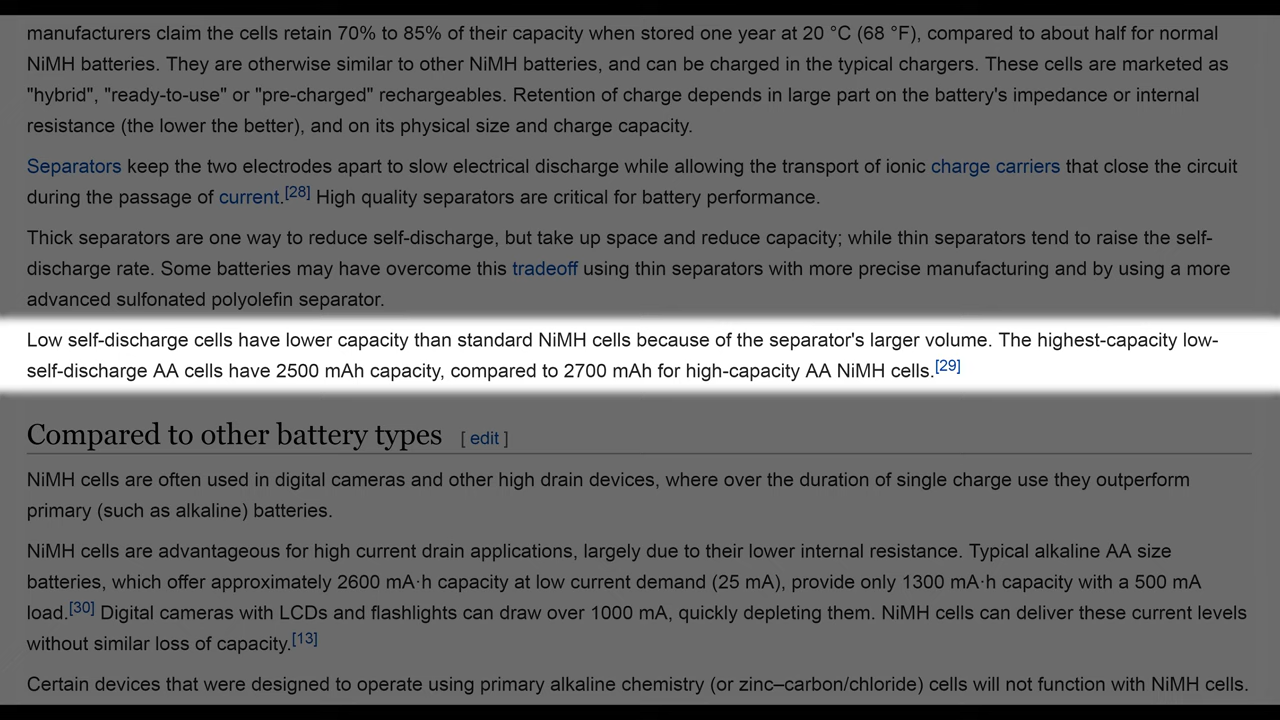 manufacturers claim the cells retain 70% to 85% of their capacity when stored one year at 20 °C (68 °F), compared to about half for normal
NiMH batteries. They are otherwise similar to other NiMH batteries, and can be charged in the typical chargers. These cells are marketed as
"hybrid", "ready-to-use" or "pre-charged" rechargeables. Retention of charge depends in large part on the battery's impedance or internal
resistance (the lower the better), and on its physical size and charge capacity.
Separators keep the two electrodes apart to slow electrical discharge while allowing the transport of ionic charge carriers that close the circuit
during the passage of current.[28] High quality separators are critical for battery performance.
Thick separators are one way to reduce self-discharge, but take up space and reduce capacity; while thin separators tend to raise the self-
discharge rate. Some batteries may have overcome this tradeoff using thin separators with more precise manufacturing and by using a more
advanced sulfonated polyolefin separator.
Low self-discharge cells have lower capacity than standard NiMH cells because of the separator's larger volume. The highest-capacity low-
self-discharge AA cells have 2500 mAh capacity, compared to 2700 mAh for high-capacity AA NiMH cells.[29]
Compared to other battery types [ edit ]
NiMH cells are often used in digital cameras and other high drain devices, where over the duration of single charge use they outperform
primary (such as alkaline) batteries.
NiMH cells are advantageous for high current drain applications, largely due to their lower internal resistance. Typical alkaline AA size
batteries, which offer approximately 2600 mA·h capacity at low current demand (25 mA), provide only 1300 mA·h capacity with a 500 mA
load.[30] Digital cameras with LCDs and flashlights can draw over 1000 mA, quickly depleting them. NiMH cells can deliver these current levels
without similar loss of capacity.[13]
Certain devices that were designed to operate using primary alkaline chemistry (or zinc–carbon/chloride) cells will not function with NiMH cells.